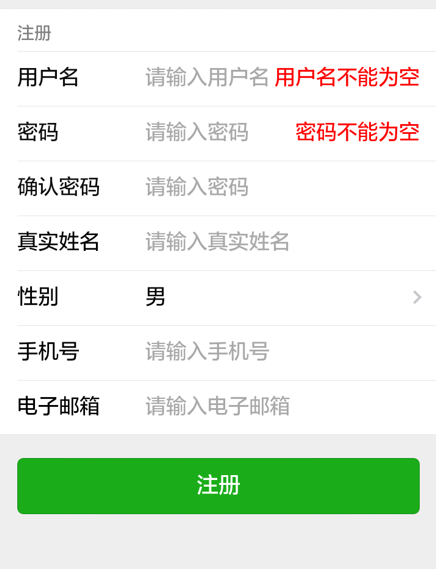 注册
用户名 请输入用户名 用户名不能为空
密码 请输入密码 密码不能为空
确认密码 请输入密码
真实姓名 请输入真实姓名
性别 男
手机号 请输入手机号
电子邮箱 请输入电子邮箱
注册